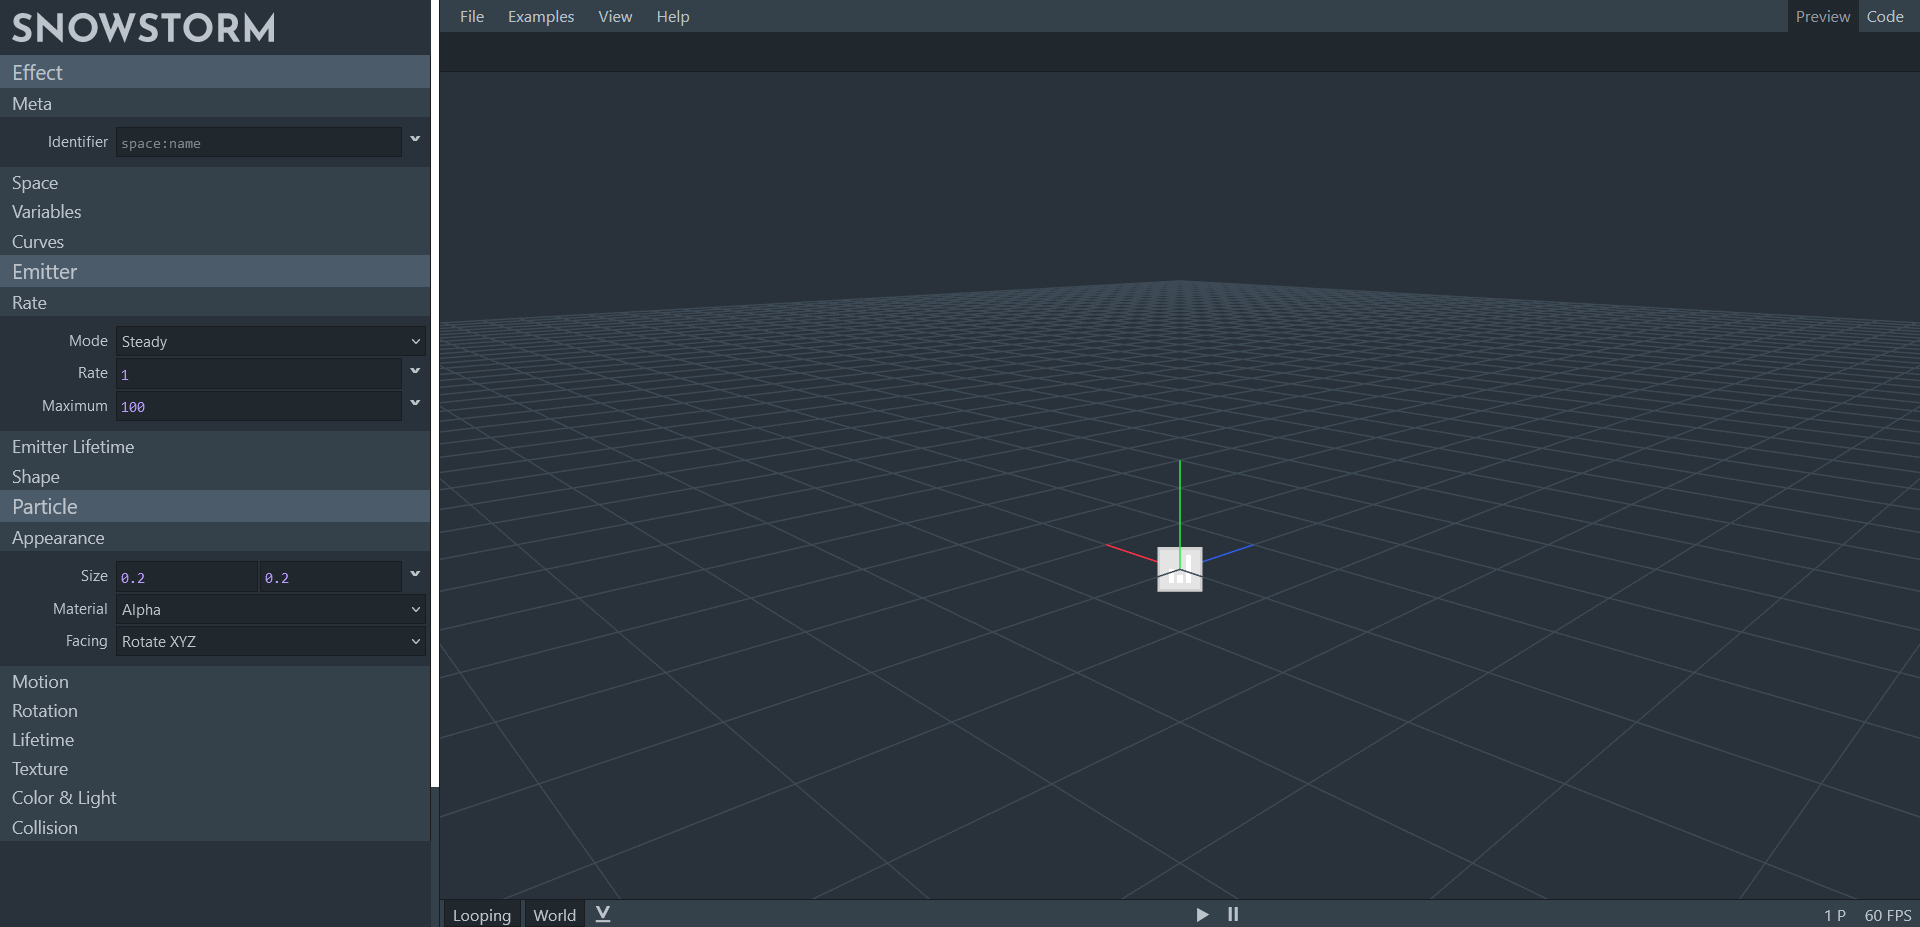 SNOWSTORM
Effect
Meta
Identifier space:name
Space
Variables
Curves
Emitter
Rate
Mode Steady
Rate 1
Maximum 100
Emitter Lifetime
Shape
Particle
Appearance
Size 0.2 0.2
Material Alpha
Facing Rotate XYZ
Motion
Rotation
Lifetime
Texture
Color & Light
Collision
File Examples View Help Preview Code
Looping World 1 P 60 FPS